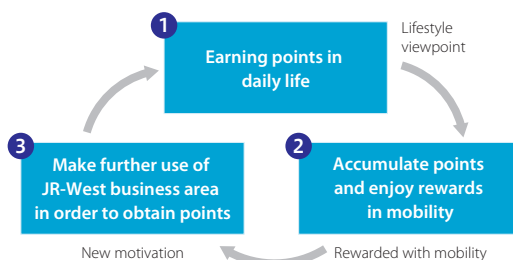 1
Earning points in
daily life
Lifestyle
viewpoint
2
Accumulate points
and enjoy rewards
in mobility
Rewarded with mobility
3
Make further use of
JR-West business area
in order to obtain points
New motivation